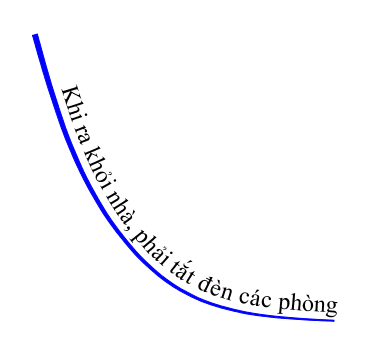 Khi ra khỏi nhà, phải tắt đèn các phòng